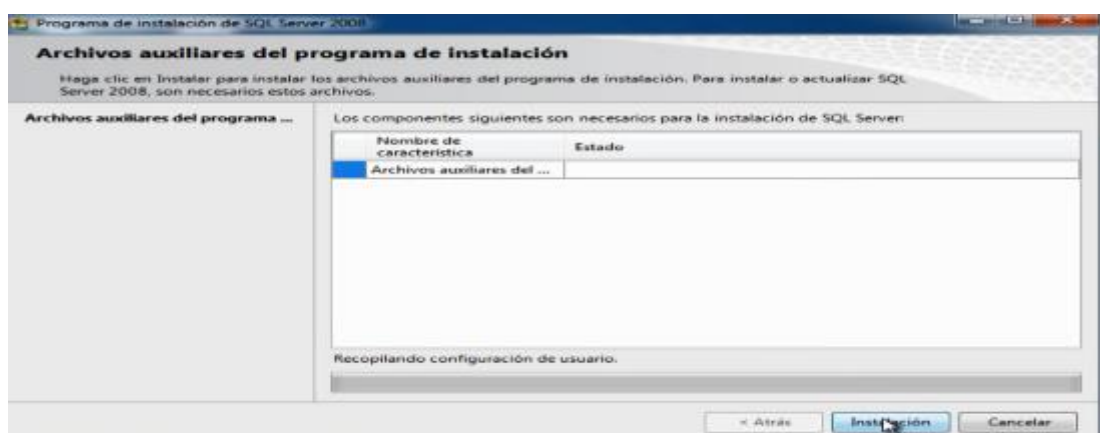 Programa de instalación de SQL Server 2008
Archivos auxiliares del programa de instalación
Haga clic en Instalar para instalar los archivos auxiliares del programa de instalación. Para instalar o actualizar SQL
Server 2008, son necesarios estos archivos.
Archivos auxiliares del programa ...
Los componentes siguientes son necesarios para la instalación de SQL Server:
Nombre de
característica
Estado
Archivos auxiliares del ...
Recopilando configuración de usuario.
< Atrás
Instalación
Cancelar